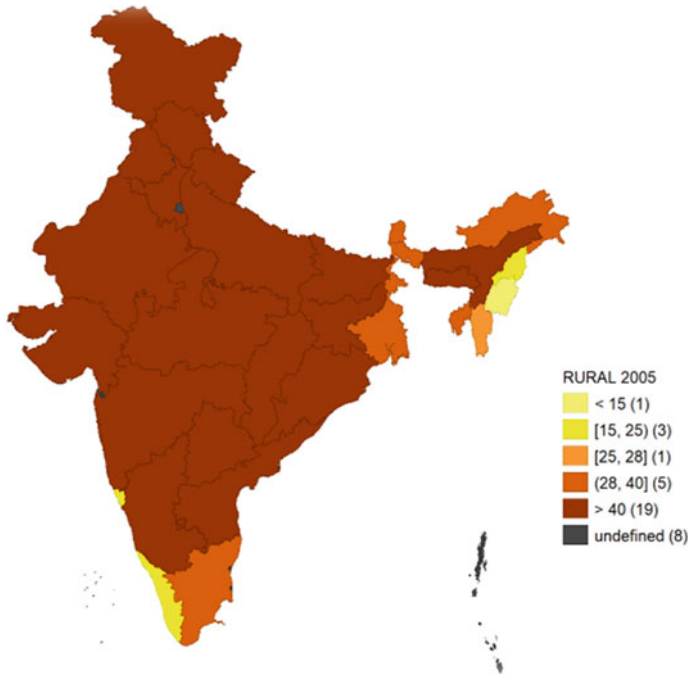 RURAL 2005
< 15 (1)
[15, 25) (3)
[25, 28] (1)
(28, 40] (5)
> 40 (19)
undefined (8)